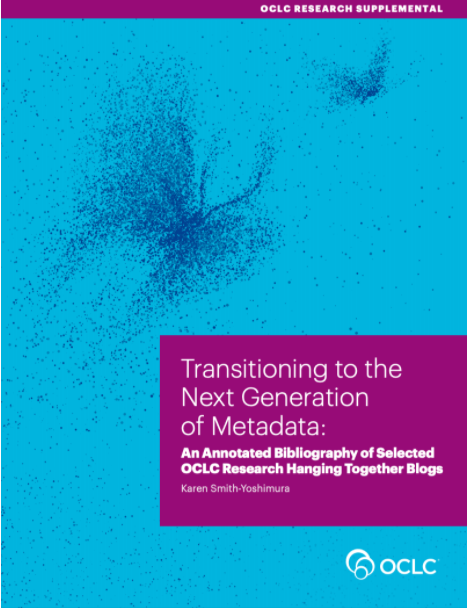 OCLC RESEARCH SUPPLEMENTAL
Transitioning to the
Next Generation
of Metadata:
An Annotated Bibliography of Selected
OCLC Research Hanging Together Blogs
Karen Smith-Yoshimura
OCLC